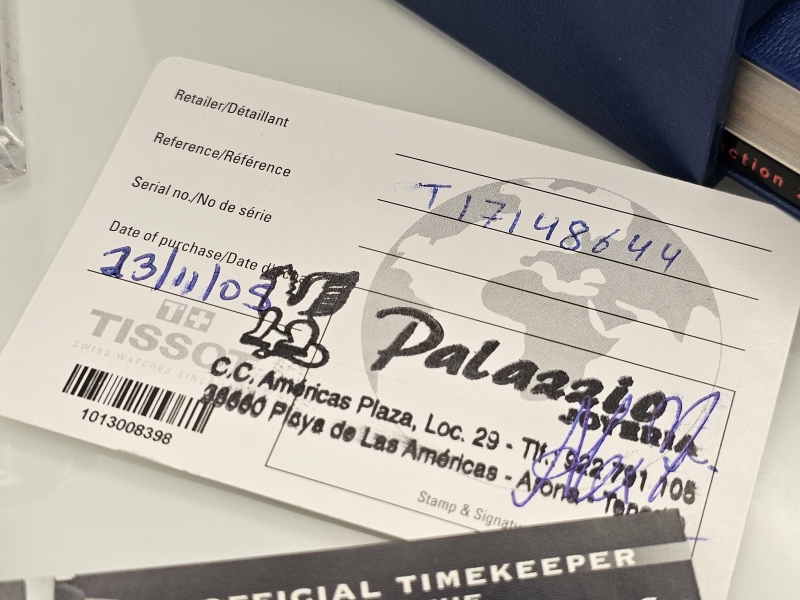 Retailer/Détaillant
Reference/Référence
T17148644
Serial no./No de série
Date of purchase/Date
23/11/05
T+
TISSOT
SWISS WATCHES SINCE
1013008398
Palazzio
JOYERIA
C.C. Américas Plaza, Loc. 29 - Tlf.: 922 791 105
38660 Playa de Las Américas - Arona -
Stamp &
ction
OFFICIAL TIMEKEEPER